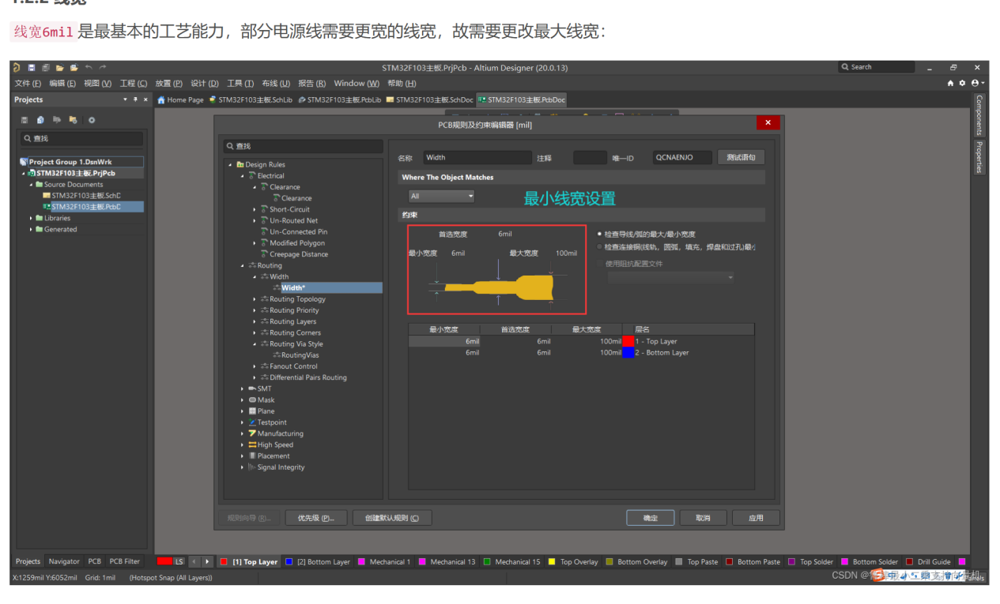 1.2.2 线宽
线宽6mil 是最基本的工艺能力，部分电源线需要更宽的线宽，故需要更改最大线宽：
STM32F103主板.PrjPcb - Altium Designer (20.0.13)
Search
文件 (F) 编辑 (E) 视图 (V) 工程 (C) 放置 (P) 设计 (D) 工具 (T) 布线 (U) 报告 (R) Window (W) 帮助 (H)
Projects
Home Page STM32F103主板.SchLib STM32F103主板.PcbLib STM32F103主板.SchDoc STM32F103主板.PcbDoc
Components
Properties
查找
Project Group 1.DsnWrk
STM32F103主板.PrjPcb
Source Documents
STM32F103主板.SchD
STM32F103主板.PcbD
Libraries
Generated
PCB规则及约束编辑器 [mil]
查找
Design Rules
Electrical
Clearance
Clearance
Short-Circuit
Un-Routed Net
Un-Connected Pin
Modified Polygon
Creepage Distance
Routing
Width
Width*
Routing Topology
Routing Priority
Routing Layers
Routing Corners
Routing Via Style
RoutingVias
Fanout Control
Differential Pairs Routing
SMT
Mask
Plane
Testpoint
Manufacturing
High Speed
Placement
Signal Integrity
名称 Width 注释 唯一ID QCNAENJO 测试语句
Where The Object Matches
All
最小线宽设置
约束
首选宽度 6mil
最小宽度 6mil 最大宽度 100mil
检查导线/弧的最大/最小宽度
检查连接铜(线轨，圆弧，填充，焊盘和过孔)最小
使用阻抗配置文件
最小宽度 首选宽度 最大宽度 层名
6mil 6mil 100mil 1 - Top Layer
6mil 6mil 100mil 2 - Bottom Layer
规则向导 (R)... 优先级 (P)... 创建默认规则 (C) 确定 取消 应用
Projects Navigator PCB PCB Filter LS [1] Top Layer [2] Bottom Layer Mechanical 1 Mechanical 13 Mechanical 15 Top Overlay Bottom Overlay Top Paste Bottom Paste Top Solder Bottom Solder Drill Guide
X:1259mil Y:6052mil Grid: 1mil (Hotspot Snap (All Layers))
CSDN @
Panels